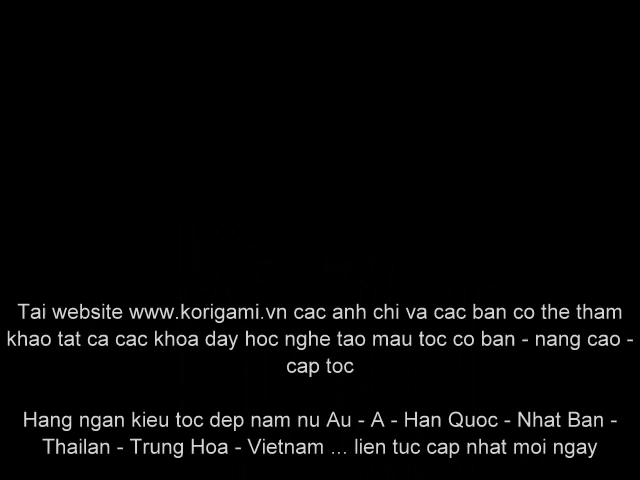 Tai website www.korigami.vn cac anh chi va cac ban co the tham
khao tat ca cac khoa day hoc nghe tao mau toc co ban - nang cao -
cap toc
Hang ngan kieu toc dep nam nu Au - A - Han Quoc - Nhat Ban -
Thailan - Trung Hoa - Vietnam ... lien tuc cap nhat moi ngay